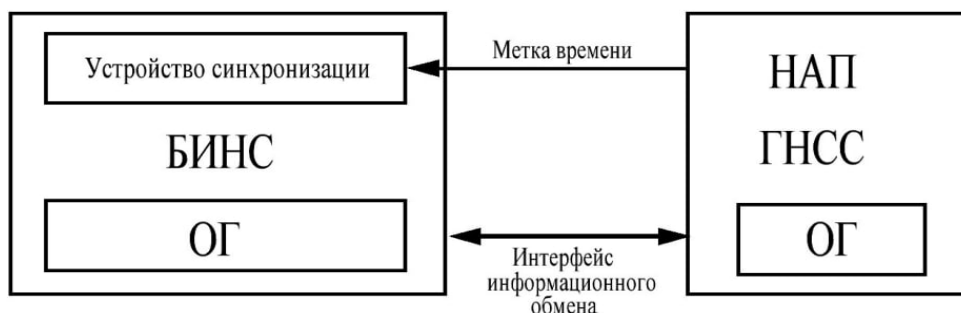 Устройство синхронизации
БИНС
ОГ
Метка времени
Интерфейс
информационного
обмена
НАП
ГНСС
ОГ